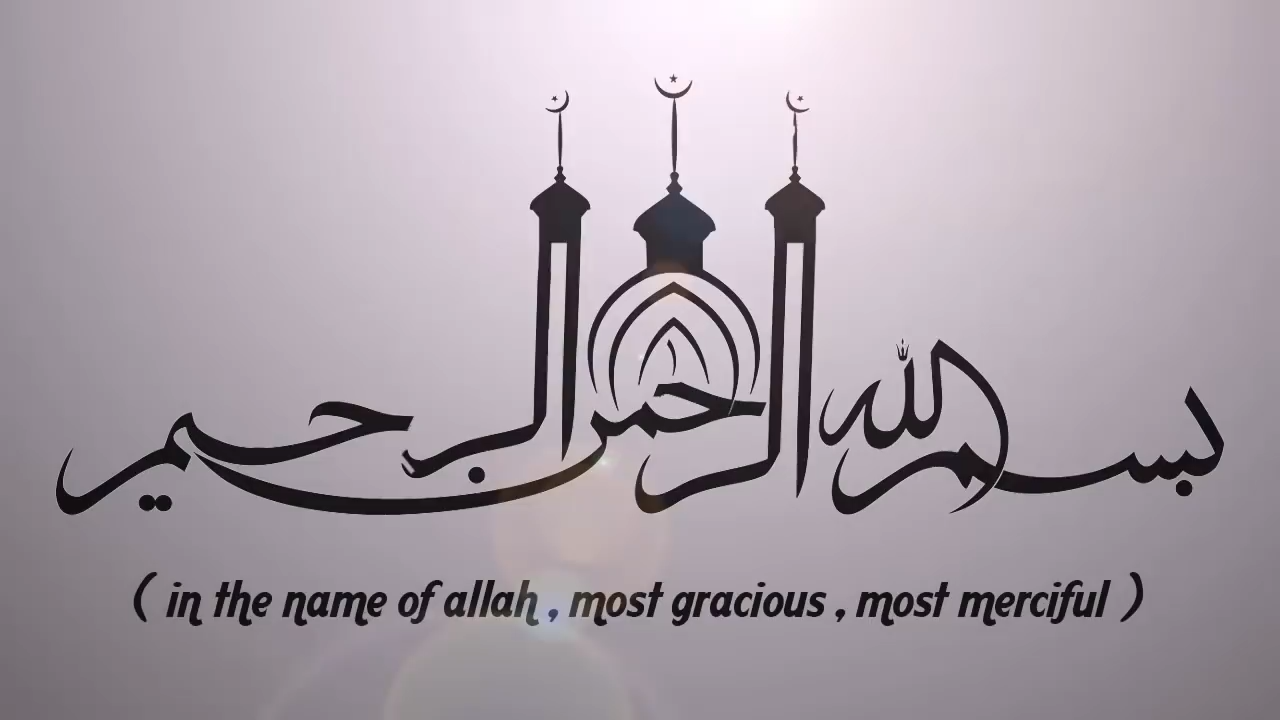 بسم الله الرحمن الرحيم
( in the name of allah , most gracious , most merciful )